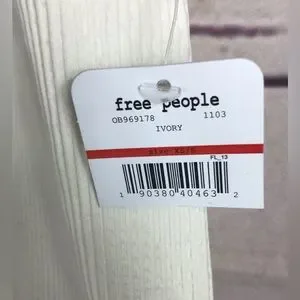 free people
OB969178 1103
IVORY
Size: XS/S
FL_13
1 90380 40463 2